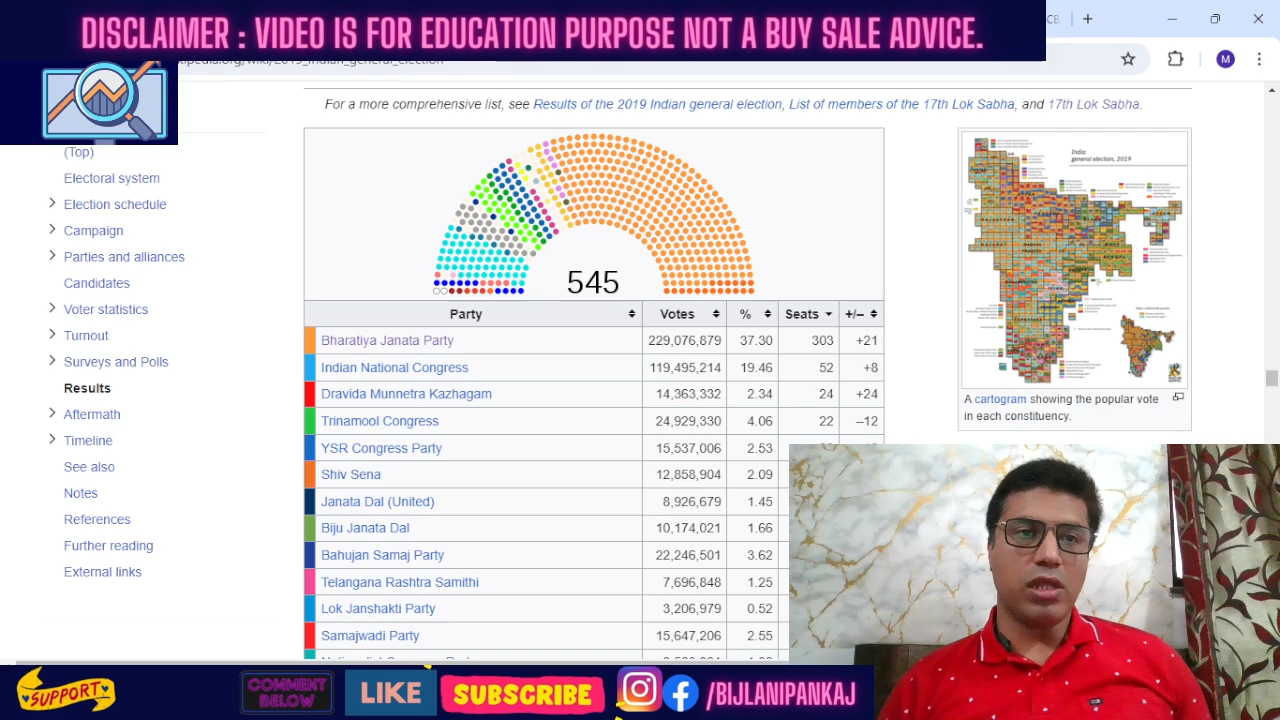 DISCLAIMER : VIDEO IS FOR EDUCATION PURPOSE NOT A BUY SALE ADVICE.
For a more comprehensive list, see Results of the 2019 Indian general election, List of members of the 17th Lok Sabha, and 17th Lok Sabha.
(Top)
Electoral system
Election schedule
Campaign
Parties and alliances
Candidates
Voter statistics
Turnout
Surveys and Polls
Results
Aftermath
Timeline
See also
Notes
References
Further reading
External links
545
Party Votes % Seats +/–
Bharatiya Janata Party 229,076,879 37.30 303 +21
Indian National Congress 119,495,214 19.46 52 +8
Dravida Munnetra Kazhagam 14,363,332 2.34 24 +24
Trinamool Congress 24,929,330 4.06 22 –12
YSR Congress Party 15,537,006 2.53
Shiv Sena 12,858,904 2.09
Janata Dal (United) 8,926,679 1.45
Biju Janata Dal 10,174,021 1.66
Bahujan Samaj Party 22,246,501 3.62
Telangana Rashtra Samithi 7,696,848 1.25
Lok Janshakti Party 3,206,979 0.52
Samajwadi Party 15,647,206 2.55
India
general election, 2019
A cartogram showing the popular vote
in each constituency.
M
SUPPORT
COMMENT
BELOW
LIKE
SUBSCRIBE
/BIJLANIPANKAJ